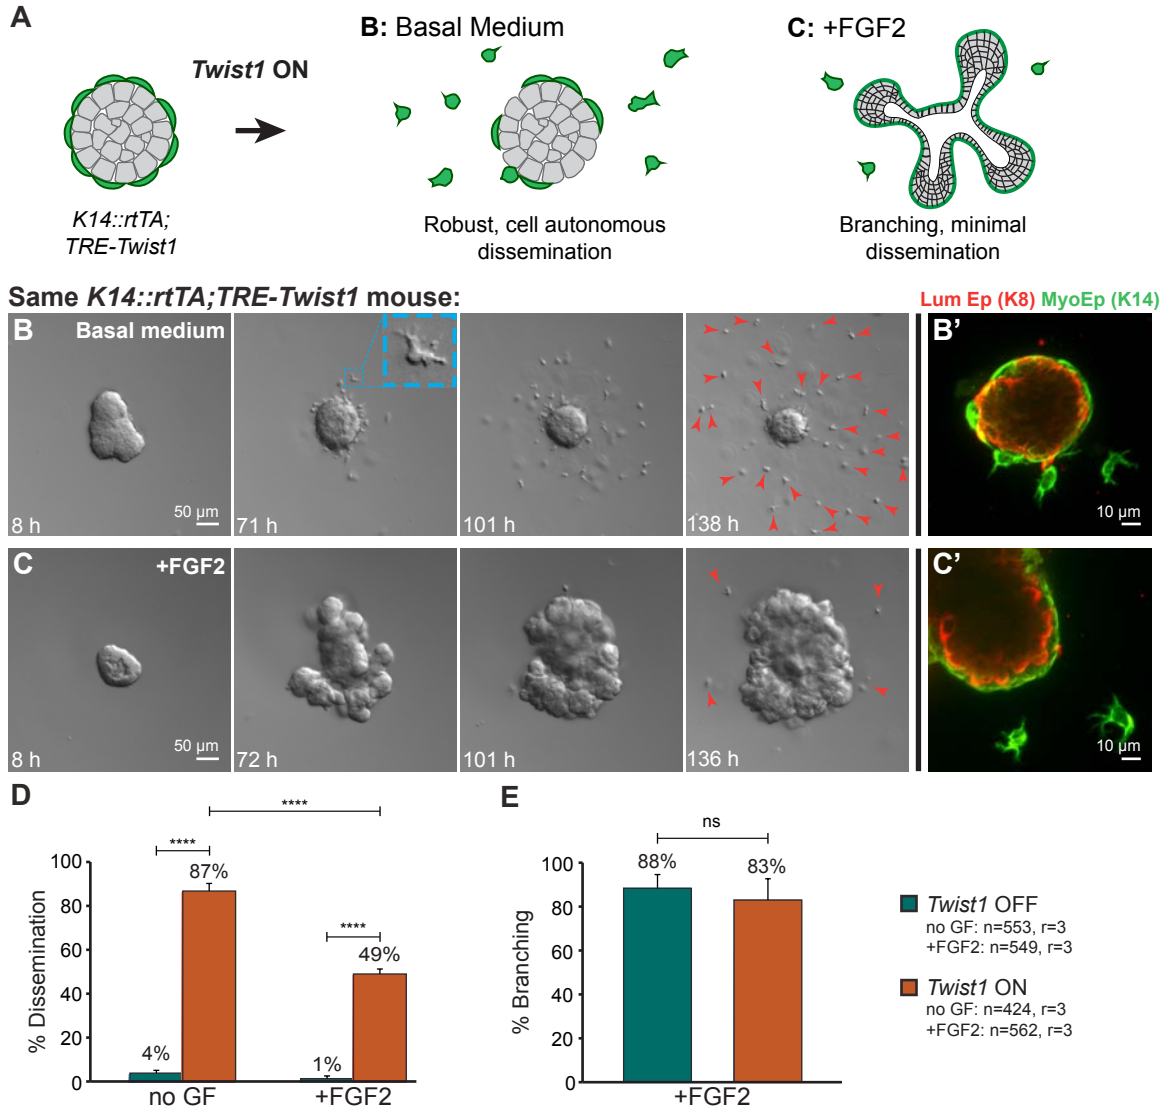 A
Twist1 ON
K14::rtTA;
TRE-Twist1
B: Basal Medium
Robust, cell autonomous
dissemination
C: +FGF2
Branching, minimal
dissemination
Same K14::rtTA;TRE-Twist1 mouse:
Lum Ep (K8) MyoEp (K14)
B
Basal medium
8 h
50 µm
71 h
101 h
138 h
B’
10 µm
C
+FGF2
8 h
50 µm
72 h
101 h
136 h
C’
10 µm
D
% Dissemination
100
80
60
40
20
0
****
****
****
4%
87%
1%
49%
no GF
+FGF2
E
% Branching
100
80
60
40
20
0
ns
88%
83%
+FGF2
Twist1 OFF
no GF: n=553, r=3
+FGF2: n=549, r=3
Twist1 ON
no GF: n=424, r=3
+FGF2: n=562, r=3